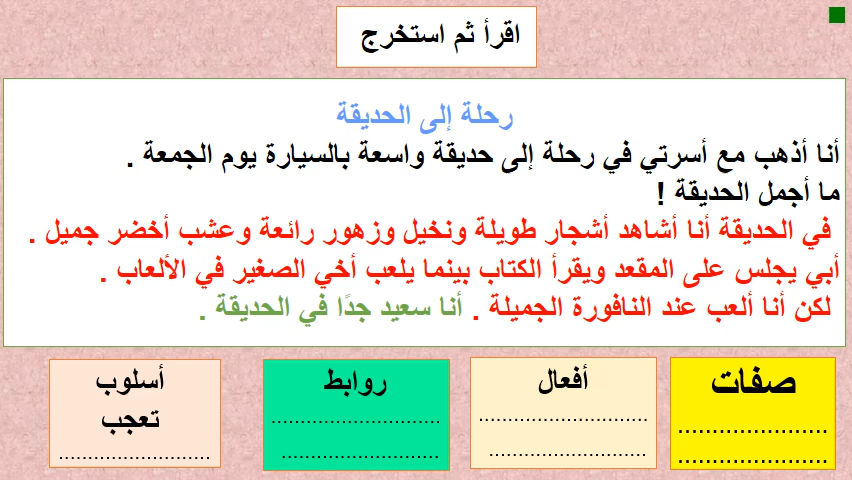 اقرأ ثم استخرج
رحلة إلى الحديقة
أنا أذهب مع أسرتي في رحلة إلى حديقة واسعة بالسيارة يوم الجمعة .
ما أجمل الحديقة !
في الحديقة أنا أشاهد أشجار طويلة ونخيل وزهور رائعة وعشب أخضر جميل .
أبي يجلس على المقعد ويقرأ الكتاب بينما يلعب أخي الصغير في الألعاب .
لكن أنا ألعب عند النافورة الجميلة . أنا سعيد جدًا في الحديقة .
صفات
......................
......................
أفعال
............................
..........................
روابط
............................
..........................
أسلوب
تعجب
.........................